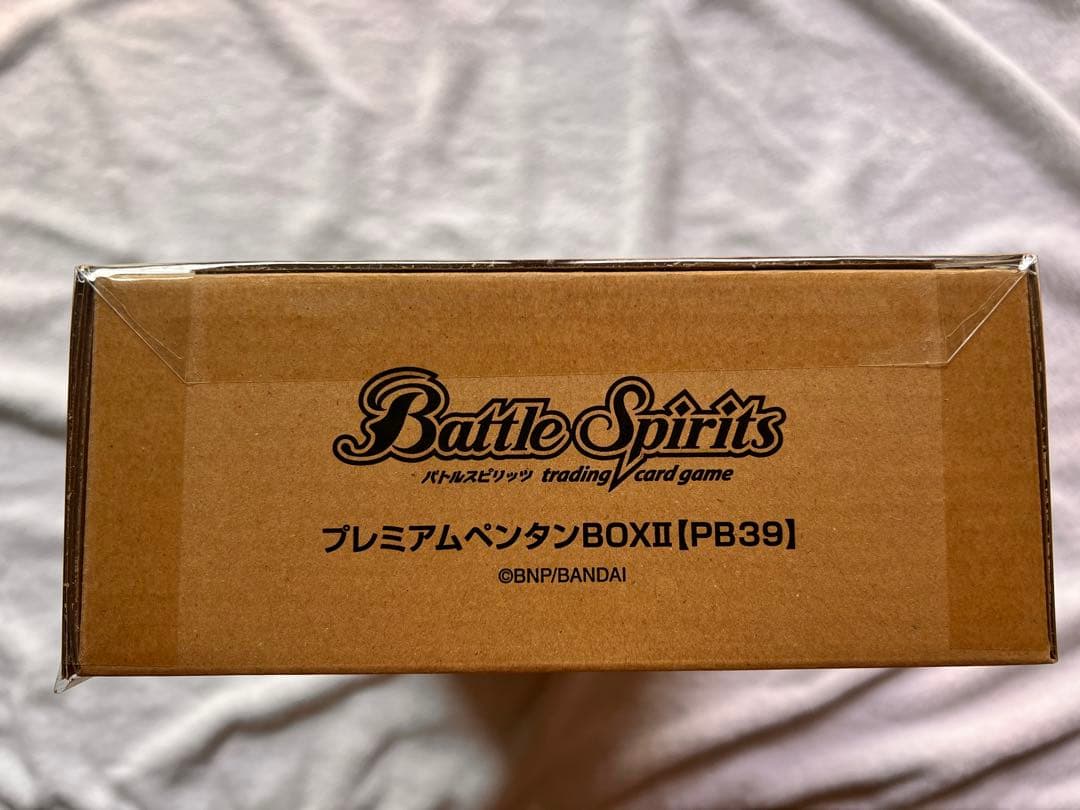 Battle Spirits
バトルスピリッツ trading card game
プレミアムペンタンBOXⅡ【PB39】
©BNP/BANDAI